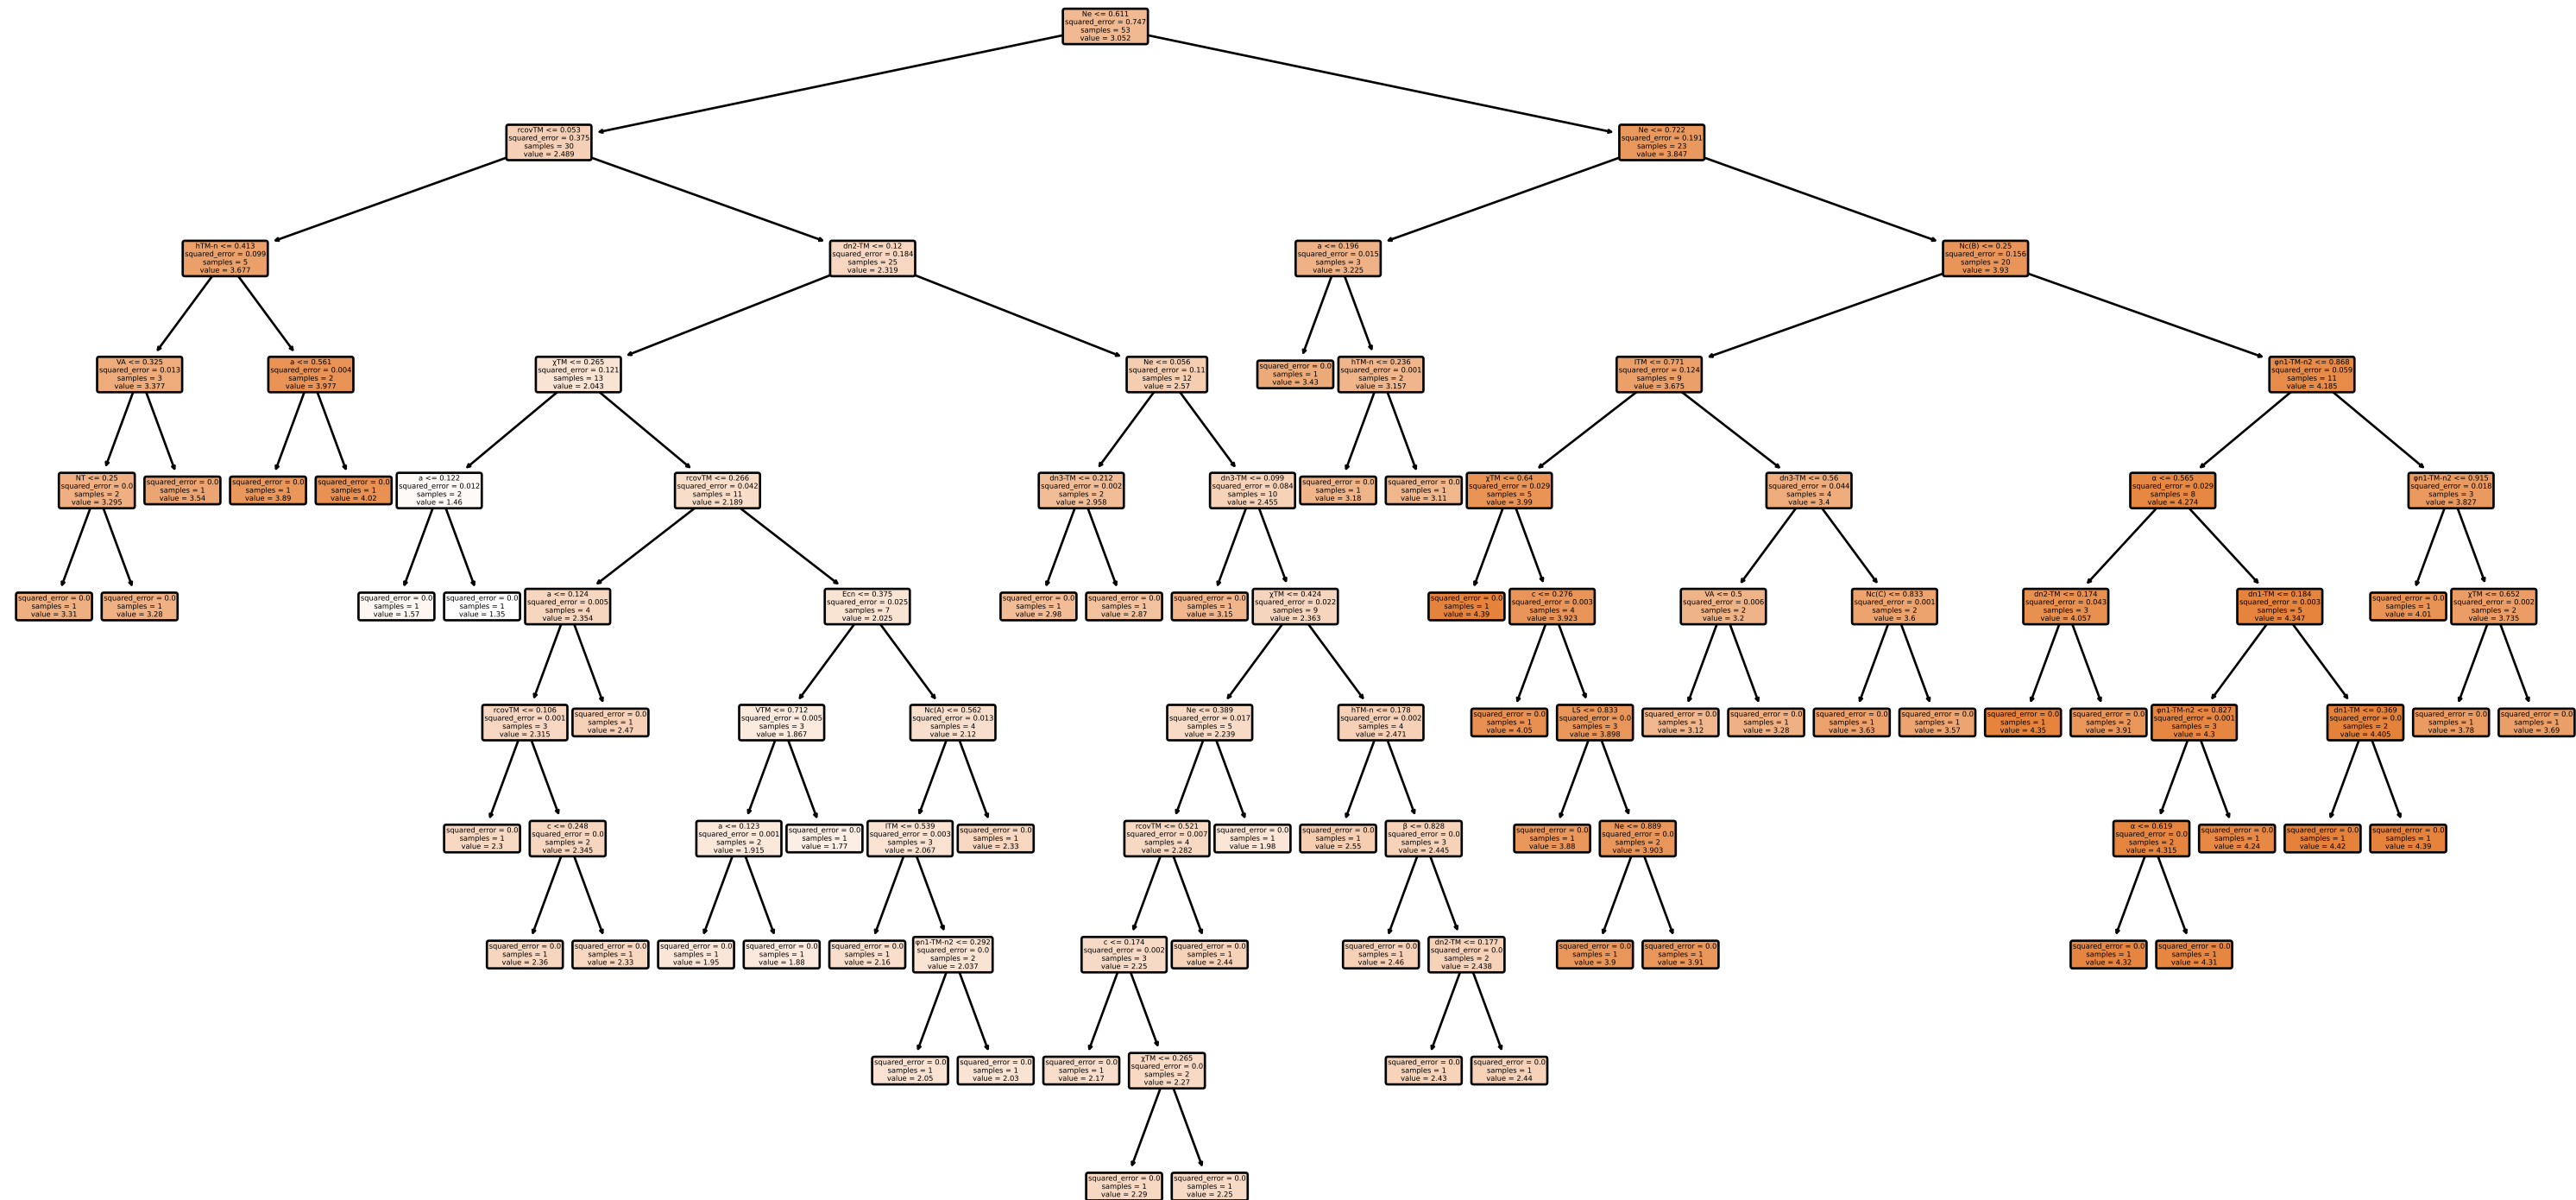 Ne <= 0.611
squared_error = 0.747
samples = 53
value = 3.052
rcovTM <= 0.053
squared_error = 0.375
samples = 30
value = 2.489
Ne <= 0.722
squared_error = 0.191
samples = 23
value = 3.847
hTM-n <= 0.413
squared_error = 0.099
samples = 5
value = 3.677
dn2-TM <= 0.12
squared_error = 0.184
samples = 25
value = 2.319
a <= 0.196
squared_error = 0.015
samples = 3
value = 3.225
Nc(B) <= 0.25
squared_error = 0.156
samples = 20
value = 3.93
VA <= 0.325
squared_error = 0.013
samples = 3
value = 3.377
a <= 0.561
squared_error = 0.004
samples = 2
value = 3.977
χTM <= 0.265
squared_error = 0.121
samples = 13
value = 2.043
Ne <= 0.056
squared_error = 0.11
samples = 12
value = 2.57
squared_error = 0.0
samples = 1
value = 3.43
hTM-n <= 0.236
squared_error = 0.001
samples = 2
value = 3.157
squared_error = 0.124
samples = 9
value = 3.675
φn1-TM-n2 <= 0.868
squared_error = 0.059
samples = 11
value = 4.185
NT <= 0.25
squared_error = 0.0
samples = 2
value = 3.295
squared_error = 0.0
samples = 1
value = 3.54
squared_error = 0.0
samples = 1
value = 3.89
squared_error = 0.0
samples = 1
value = 4.02
a <= 0.122
squared_error = 0.012
samples = 2
value = 1.46
rcovTM <= 0.266
squared_error = 0.042
samples = 11
value = 2.189
dn3-TM <= 0.212
squared_error = 0.002
samples = 2
value = 2.958
dn3-TM <= 0.099
squared_error = 0.084
samples = 10
value = 2.455
squared_error = 0.0
samples = 1
value = 3.18
squared_error = 0.0
samples = 1
value = 3.11
χTM <= 0.64
squared_error = 0.029
samples = 5
value = 3.99
dn3-TM <= 0.56
squared_error = 0.044
samples = 4
value = 3.4
α <= 0.565
squared_error = 0.029
samples = 8
value = 4.274
φn1-TM-n2 <= 0.915
squared_error = 0.018
samples = 3
value = 3.827
squared_error = 0.0
samples = 1
value = 3.31
squared_error = 0.0
samples = 1
value = 3.28
squared_error = 0.0
samples = 1
value = 1.57
squared_error = 0.0
samples = 1
value = 1.35
a <= 0.124
squared_error = 0.005
samples = 4
value = 2.354
Ecn <= 0.375
squared_error = 0.025
samples = 7
value = 2.025
squared_error = 0.0
samples = 1
value = 2.98
squared_error = 0.0
samples = 1
value = 2.87
squared_error = 0.0
samples = 1
value = 3.15
χTM <= 0.424
squared_error = 0.022
samples = 9
value = 2.363
squared_error = 0.0
samples = 1
value = 4.39
c <= 0.276
squared_error = 0.003
samples = 4
value = 3.923
VA <= 0.5
squared_error = 0.006
samples = 2
value = 3.2
Nc(C) <= 0.833
squared_error = 0.001
samples = 2
value = 3.6
dn2-TM <= 0.174
squared_error = 0.043
samples = 3
value = 4.057
dn1-TM <= 0.184
squared_error = 0.003
samples = 5
value = 4.347
squared_error = 0.0
samples = 1
value = 4.01
χTM <= 0.652
squared_error = 0.002
samples = 2
value = 3.735
rcovTM <= 0.106
squared_error = 0.001
samples = 3
value = 2.315
squared_error = 0.0
samples = 1
value = 2.47
VTM <= 0.712
squared_error = 0.005
samples = 3
value = 1.867
Nc(A) <= 0.562
squared_error = 0.013
samples = 4
value = 2.12
Ne <= 0.389
squared_error = 0.017
samples = 5
value = 2.239
hTM-n <= 0.178
squared_error = 0.002
samples = 4
value = 2.471
squared_error = 0.0
samples = 1
value = 4.05
LS <= 0.833
squared_error = 0.0
samples = 3
value = 3.898
squared_error = 0.0
samples = 1
value = 3.12
squared_error = 0.0
samples = 1
value = 3.28
squared_error = 0.0
samples = 1
value = 3.63
squared_error = 0.0
samples = 1
value = 3.57
squared_error = 0.0
samples = 1
value = 4.35
squared_error = 0.0
samples = 2
value = 3.91
φn1-TM-n2 <= 0.827
squared_error = 0.001
samples = 3
value = 4.3
dn1-TM <= 0.369
squared_error = 0.0
samples = 2
value = 4.405
squared_error = 0.0
samples = 1
value = 3.78
squared_error = 0.0
samples = 1
value = 3.69
squared_error = 0.0
samples = 1
value = 2.3
c <= 0.248
squared_error = 0.0
samples = 2
value = 2.345
a <= 0.123
squared_error = 0.001
samples = 2
value = 1.915
squared_error = 0.0
samples = 1
value = 1.77
squared_error = 0.003
samples = 3
value = 2.067
squared_error = 0.0
samples = 1
value = 2.33
rcovTM <= 0.521
squared_error = 0.007
samples = 4
value = 2.282
squared_error = 0.0
samples = 1
value = 1.98
squared_error = 0.0
samples = 1
value = 2.55
β <= 0.828
squared_error = 0.0
samples = 3
value = 2.445
squared_error = 0.0
samples = 1
value = 3.88
Ne <= 0.889
squared_error = 0.0
samples = 2
value = 3.903
α <= 0.619
squared_error = 0.0
samples = 2
value = 4.315
squared_error = 0.0
samples = 1
value = 4.24
squared_error = 0.0
samples = 1
value = 4.42
squared_error = 0.0
samples = 1
value = 4.39
squared_error = 0.0
samples = 1
value = 2.36
squared_error = 0.0
samples = 1
value = 2.33
squared_error = 0.0
samples = 1
value = 1.95
squared_error = 0.0
samples = 1
value = 1.88
squared_error = 0.0
samples = 1
value = 2.16
φn1-TM-n2 <= 0.292
squared_error = 0.0
samples = 2
value = 2.037
c <= 0.174
squared_error = 0.002
samples = 3
value = 2.25
squared_error = 0.0
samples = 1
value = 2.44
squared_error = 0.0
samples = 1
value = 2.46
dn2-TM <= 0.177
squared_error = 0.0
samples = 2
value = 2.438
squared_error = 0.0
samples = 1
value = 3.9
squared_error = 0.0
samples = 1
value = 3.91
squared_error = 0.0
samples = 1
value = 4.32
squared_error = 0.0
samples = 1
value = 4.31
squared_error = 0.0
samples = 1
value = 2.05
squared_error = 0.0
samples = 1
value = 2.03
squared_error = 0.0
samples = 1
value = 2.17
χTM <= 0.265
squared_error = 0.0
samples = 2
value = 2.27
squared_error = 0.0
samples = 1
value = 2.43
squared_error = 0.0
samples = 1
value = 2.44
squared_error = 0.0
samples = 1
value = 2.29
squared_error = 0.0
samples = 1
value = 2.25